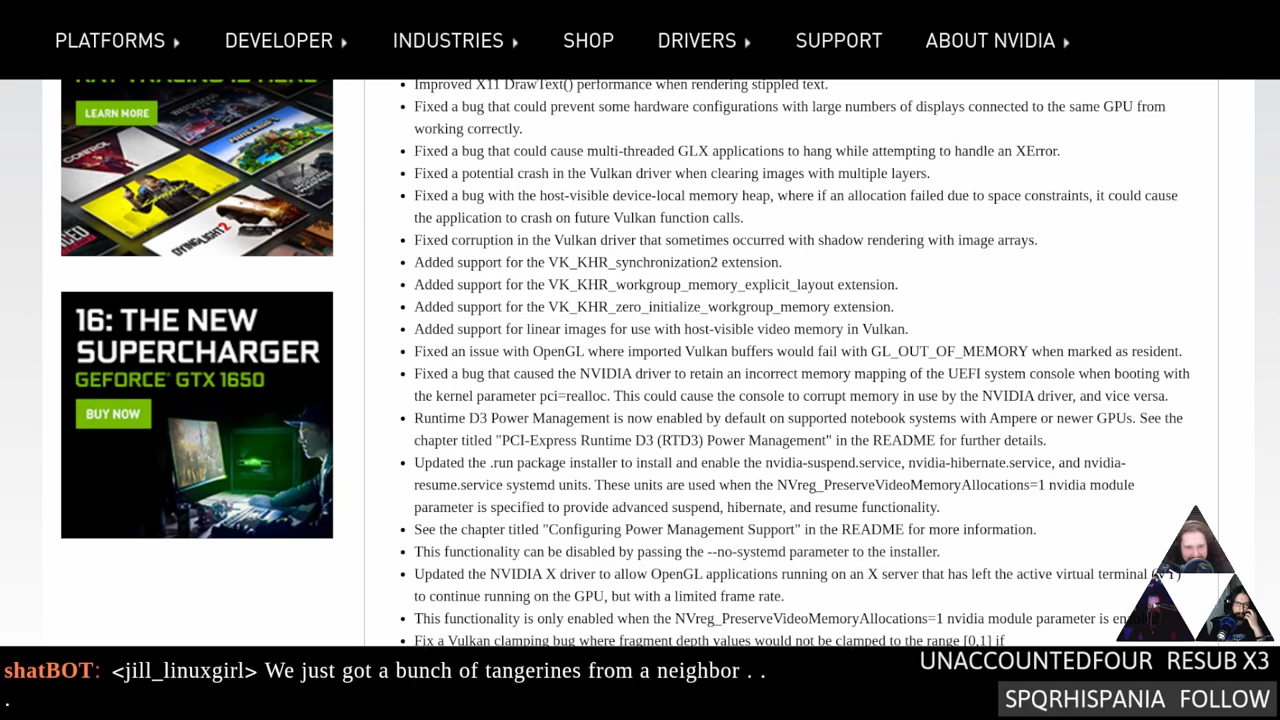 PLATFORMS
DEVELOPER
INDUSTRIES
SHOP
DRIVERS
SUPPORT
ABOUT NVIDIA
RAY TRACING IS HERE
LEARN MORE
CONTROL
MINECRAFT
DYING LIGHT 2
16: THE NEW
SUPERCHARGER
GEFORCE® GTX 1650
BUY NOW
• Improved X11 DrawText() performance when rendering stippled text.
• Fixed a bug that could prevent some hardware configurations with large numbers of displays connected to the same GPU from
working correctly.
• Fixed a bug that could cause multi-threaded GLX applications to hang while attempting to handle an XError.
• Fixed a potential crash in the Vulkan driver when clearing images with multiple layers.
• Fixed a bug with the host-visible device-local memory heap, where if an allocation failed due to space constraints, it could cause
the application to crash on future Vulkan function calls.
• Fixed corruption in the Vulkan driver that sometimes occurred with shadow rendering with image arrays.
• Added support for the VK_KHR_synchronization2 extension.
• Added support for the VK_KHR_workgroup_memory_explicit_layout extension.
• Added support for the VK_KHR_zero_initialize_workgroup_memory extension.
• Added support for linear images for use with host-visible video memory in Vulkan.
• Fixed an issue with OpenGL where imported Vulkan buffers would fail with GL_OUT_OF_MEMORY when marked as resident.
• Fixed a bug that caused the NVIDIA driver to retain an incorrect memory mapping of the UEFI system console when booting with
the kernel parameter pci=realloc. This could cause the console to corrupt memory in use by the NVIDIA driver, and vice versa.
• Runtime D3 Power Management is now enabled by default on supported notebook systems with Ampere or newer GPUs. See the
chapter titled "PCI-Express Runtime D3 (RTD3) Power Management" in the README for further details.
• Updated the .run package installer to install and enable the nvidia-suspend.service, nvidia-hibernate.service, and nvidia-
resume.service systemd units. These units are used when the NVreg_PreserveVideoMemoryAllocations=1 nvidia module
parameter is specified to provide advanced suspend, hibernate, and resume functionality.
• See the chapter titled "Configuring Power Management Support" in the README for more information.
• This functionality can be disabled by passing the --no-systemd parameter to the installer.
• Updated the NVIDIA X driver to allow OpenGL applications running on an X server that has left the active virtual terminal (VT)
to continue running on the GPU, but with a limited frame rate.
• This functionality is only enabled when the NVreg_PreserveVideoMemoryAllocations=1 nvidia module parameter is
• Fix a Vulkan clamping bug where fragment depth values would not be clamped to the range [0,1] if
shatBOT: <jill_linuxgirl> We just got a bunch of tangerines from a neighbor . .
.
UNACCOUNTEDFOUR RESUB X3
SPQRHISPANIA FOLLOW